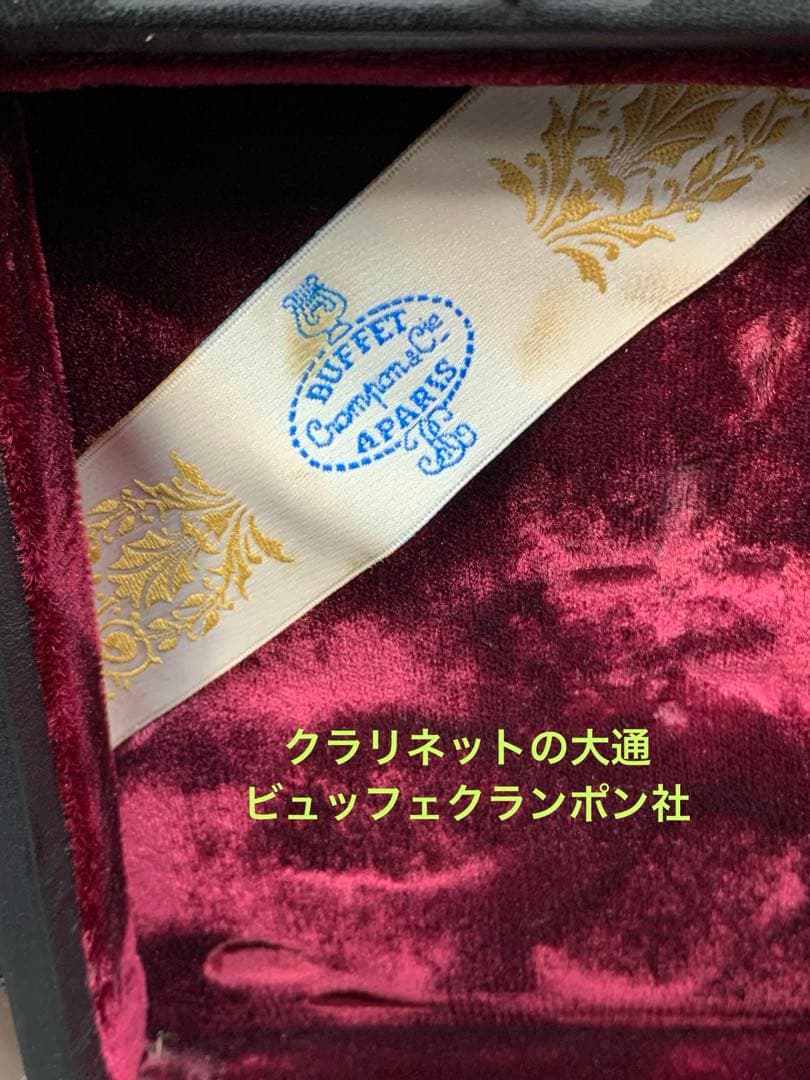 BUFFET
Crampon & Cie
APARIS
クラリネットの大通
ビュッフェクランポン社